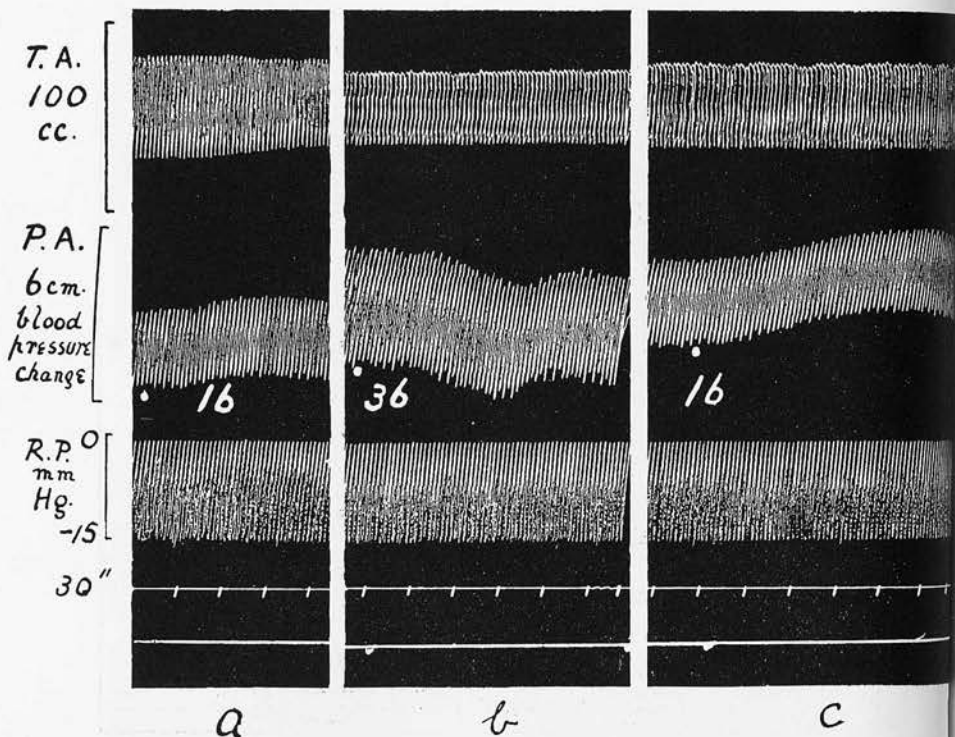 T. A.
100
cc.
P. A.
6 cm.
blood
pressure
change
16
36
16
R. P. 0
mm
Hg.
-15
30"
a
b
c